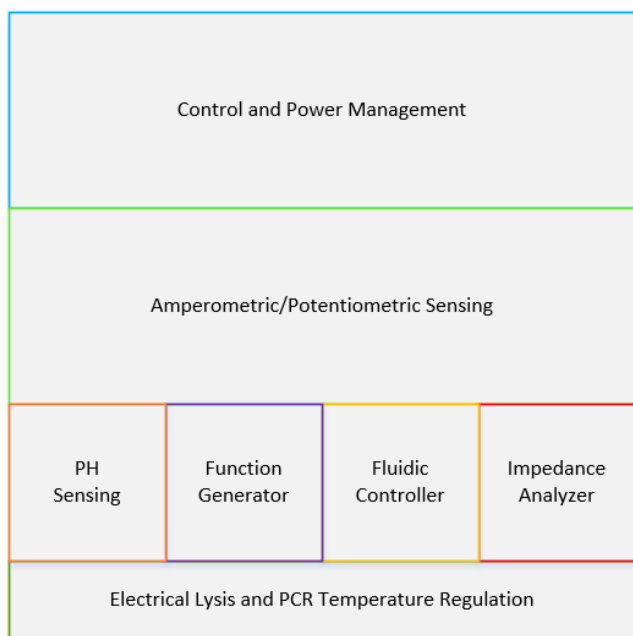 Control and Power Management
Amperometric/Potentiometric Sensing
PH
Sensing
Function
Generator
Fluidic
Controller
Impedance
Analyzer
Electrical Lysis and PCR Temperature Regulation